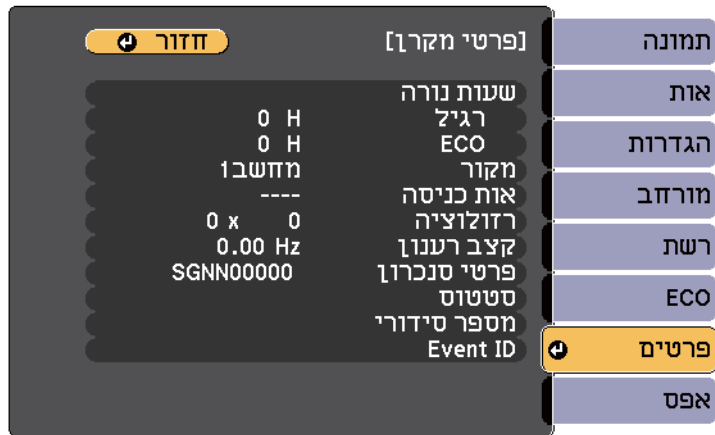 [פרטי מקרן]
חזור
שעות נורה
רגיל 0 H
ECO 0 H
מקור מחשב1
אות כניסה ----
רזולוציה 0 x 0
קצב רענון 0.00 Hz
פרטי סנכרון SGNN00000
סטטוס
מספר סידורי
Event ID
תמונה
אות
הגדרות
מורחב
רשת
ECO
פרטים
אפס